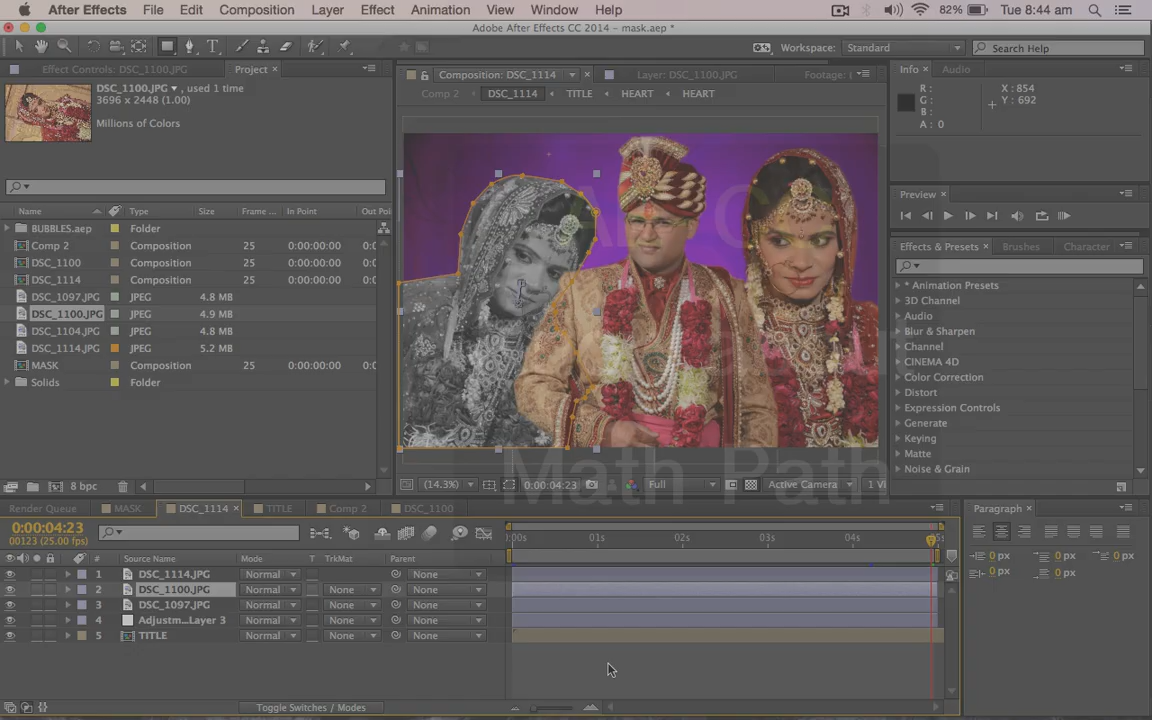 After Effects File Edit Composition Layer Effect Animation View Window Help 82% Tue 8:44 am
Adobe After Effects CC 2014 - mask.aep *
Workspace: Standard Search Help
Effect Controls: DSC_1100.JPG Project
Composition: DSC_1114 Layer: DSC_1100.JPG Footage: (
Info Audio
DSC_1100.JPG , used 1 time
3696 x 2448 (1.00)
Millions of Colors
Comp 2 DSC_1114 TITLE HEART HEART
R :
G :
B :
A : 0
X : 854
Y : 692
Preview
Name Type Size Frame ... In Point Out Poi
BUBBLES.aep Folder
Comp 2 Composition 25 0:00:00:00
DSC_1100 Composition 25 0:00:00:00
DSC_1114 Composition 25 0:00:00:00
DSC_1097.JPG JPEG 4.8 MB
DSC_1100.JPG JPEG 4.9 MB
DSC_1104.JPG JPEG 4.8 MB
DSC_1114.JPG JPEG 5.2 MB
MASK Composition 25 0:00:00:00
Solids Folder
Effects & Presets Brushes Character
* Animation Presets
3D Channel
Audio
Blur & Sharpen
Channel
CINEMA 4D
Color Correction
Distort
Expression Controls
Generate
Keying
Matte
Noise & Grain
Math Path
8 bpc
(14.3%) 0:00:04:23 Full Active Camera 1 Vi
Render Queue MASK DSC_1114 TITLE Comp 2 DSC_1100
Paragraph
0:00:04:23
00123 (25.00 fps)
:00s 01s 02s 03s 04s
0 px 0 px 0 px
0 px 0 px
# Source Name Mode T TrkMat Parent
1 DSC_1114.JPG Normal None
2 DSC_1100.JPG Normal None None
3 DSC_1097.JPG Normal None None
4 Adjustm...Layer 3 Normal None None
5 TITLE Normal None None
Toggle Switches / Modes